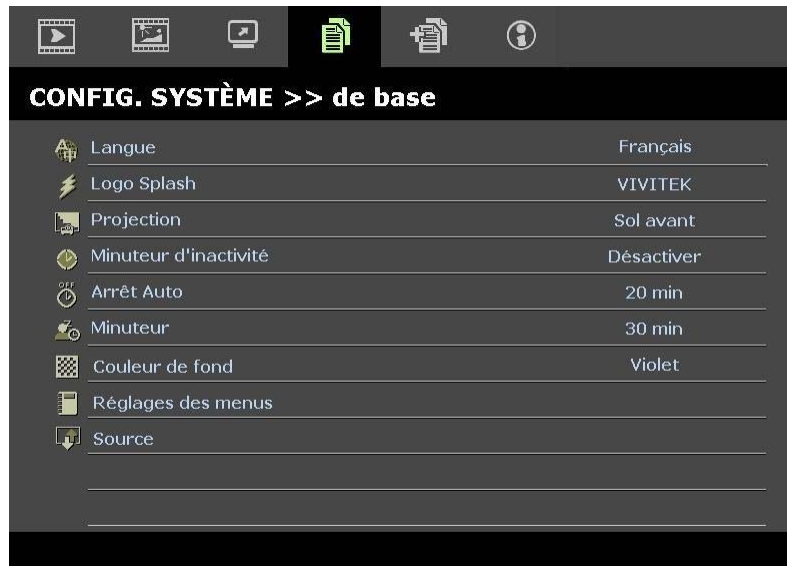 CONFIG. SYSTÈME >> de base
Langue Français
Logo Splash VIVITEK
Projection Sol avant
Minuteur d'inactivité Désactiver
OFF
Arrêt Auto 20 min
Minuteur 30 min
Couleur de fond Violet
Réglages des menus
Source